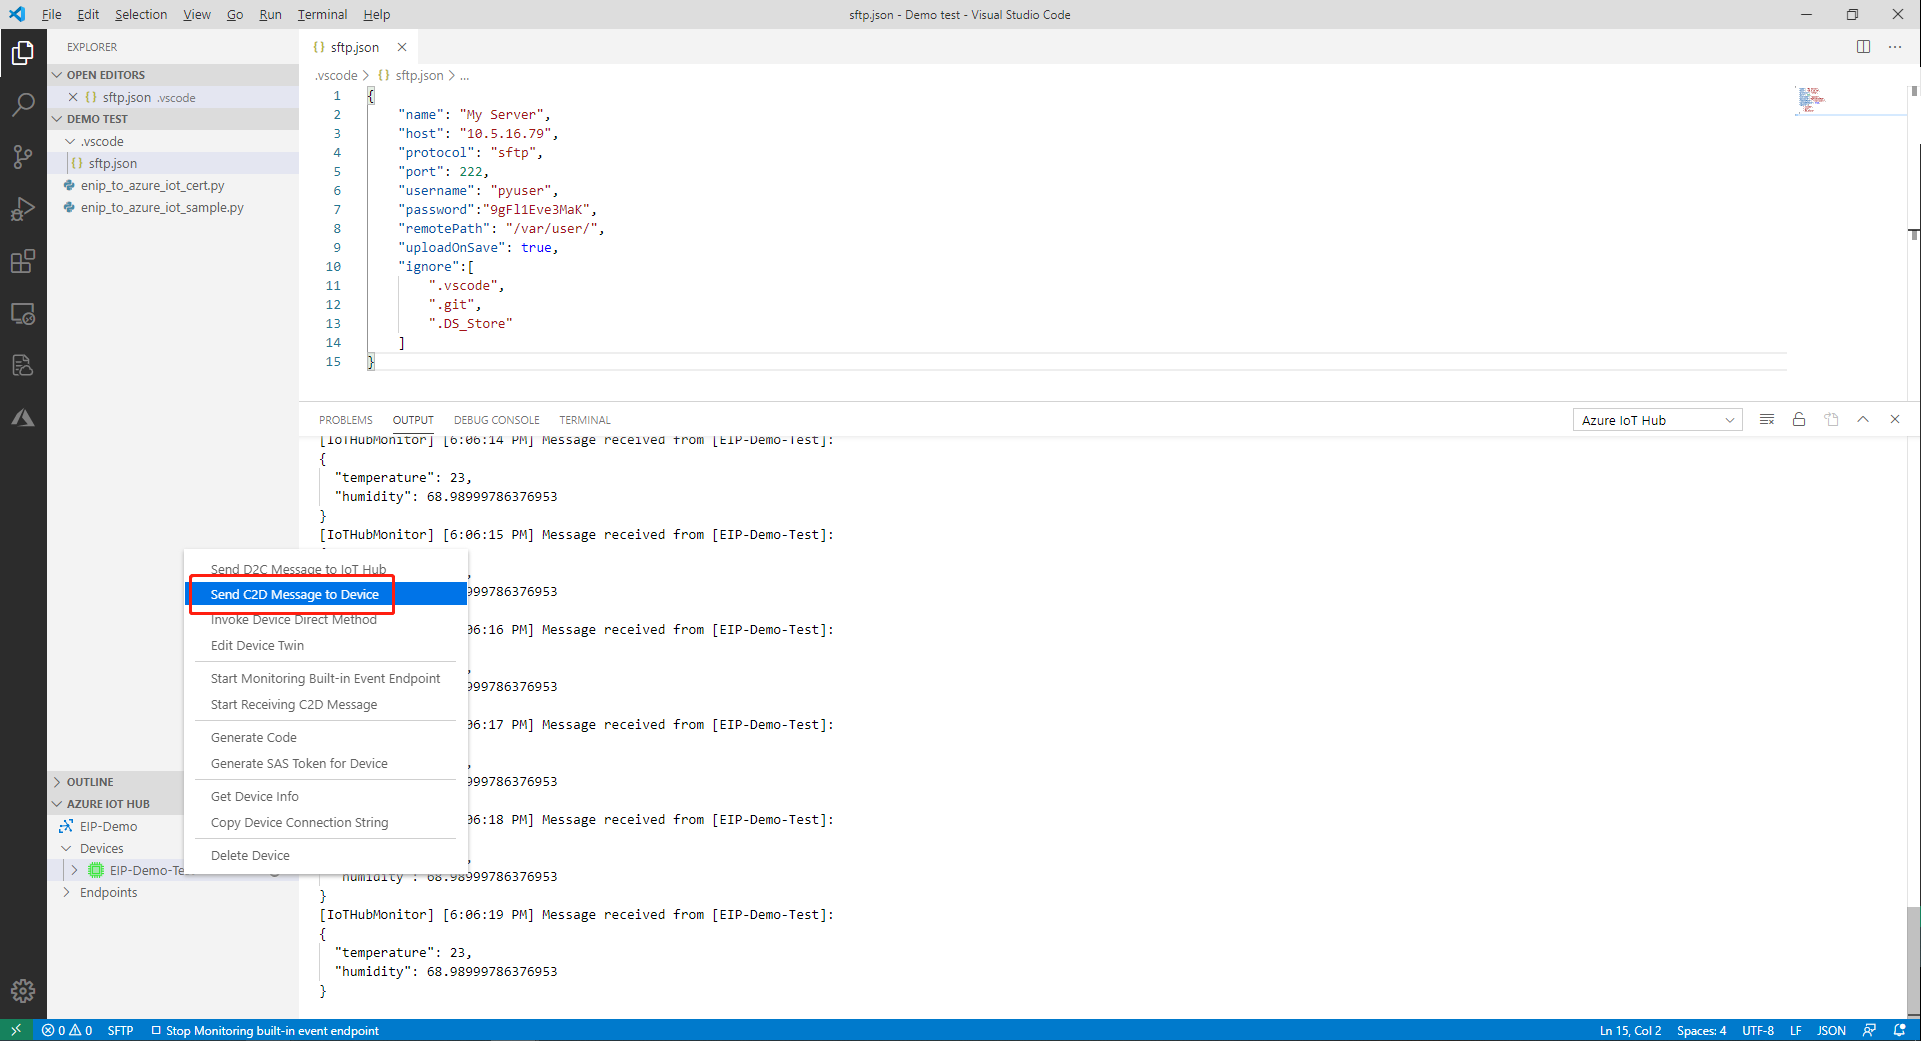 File Edit Selection View Go Run Terminal Help
sftp.json - Demo test - Visual Studio Code
EXPLORER
OPEN EDITORS
{} sftp.json .vscode
DEMO TEST
.vscode
{} sftp.json
enip_to_azure_iot_cert.py
enip_to_azure_iot_sample.py
OUTLINE
AZURE IOT HUB
EIP-Demo
Devices
EIP-Demo-Te
Endpoints
{} sftp.json
.vscode > {} sftp.json > ...
1 {
2 "name": "My Server",
3 "host": "10.5.16.79",
4 "protocol": "sftp",
5 "port": 222,
6 "username": "pyuser",
7 "password":"9gFl1Eve3MaK",
8 "remotePath": "/var/user/",
9 "uploadOnSave": true,
10 "ignore":[
11 ".vscode",
12 ".git",
13 ".DS_Store"
14 ]
15 }
PROBLEMS OUTPUT DEBUG CONSOLE TERMINAL
Azure IoT Hub
[IoTHubMonitor] [6:06:14 PM] Message received from [EIP-Demo-Test]:
{
"temperature": 23,
"humidity": 68.98999786376953
}
[IoTHubMonitor] [6:06:15 PM] Message received from [EIP-Demo-Test]:
,
999786376953
06:16 PM] Message received from [EIP-Demo-Test]:
,
999786376953
06:17 PM] Message received from [EIP-Demo-Test]:
,
999786376953
06:18 PM] Message received from [EIP-Demo-Test]:
,
"humidity": 68.98999786376953
}
[IoTHubMonitor] [6:06:19 PM] Message received from [EIP-Demo-Test]:
{
"temperature": 23,
"humidity": 68.98999786376953
}
Send D2C Message to IoT Hub
Send C2D Message to Device
Invoke Device Direct Method
Edit Device Twin
Start Monitoring Built-in Event Endpoint
Start Receiving C2D Message
Generate Code
Generate SAS Token for Device
Get Device Info
Copy Device Connection String
Delete Device
0 0 SFTP Stop Monitoring built-in event endpoint
Ln 15, Col 2 Spaces: 4 UTF-8 LF JSON